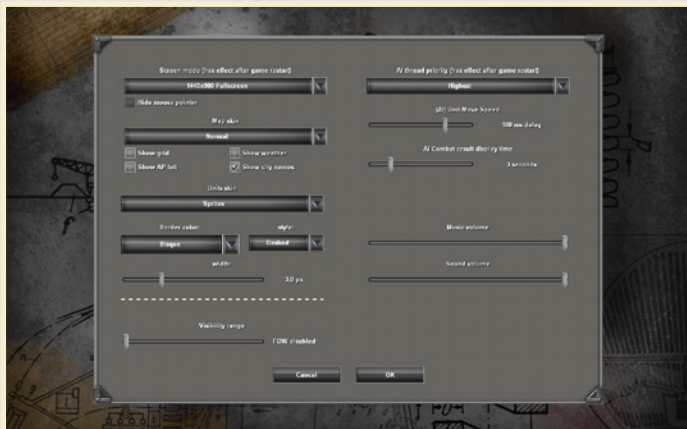 Screen mode (has effect after game restart)
1440x900 Fullscreen
Hide mouse pointer
Map skin
Normal
Show grid
Show weather
Show AP left
Show city names
Units skin
Sprites
Border color:
style:
Bisque
Dashed
width:
3.0 px
Visibility range
FOW disabled
AI thread priority (has effect after game restart)
Highest
(AI) Unit Move Speed
100 ms delay
AI Combat result display time
3 seconds
Music volume
Sound volume
Cancel
OK